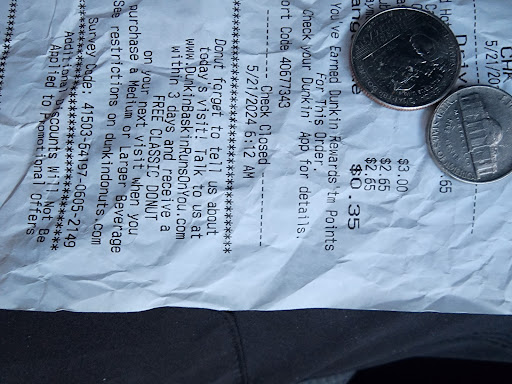 CHK
5/21/20
.65
$3.00
$2.65
$2.65
$0.35
You've Earned Dunkin Rewards Tm Points
For This Order.
Check your Dunkin' App for details.
ort Code 40677343
------- Check Closed -------
5/21/2024 6:12 AM
Donut forget to tell us about
today's visit! Talk to us at
www.DunkinBaskinRunsOnYou.com
within 3 days and receive a
FREE CLASSIC DONUT
on your next visit when you
purchase a Medium or Larger Beverage
See restrictions on dunkindonuts.com
Survey Code: 41503-54197-0605-2149
Additional Discounts Will Not Be
Applied to Promotional Offers.